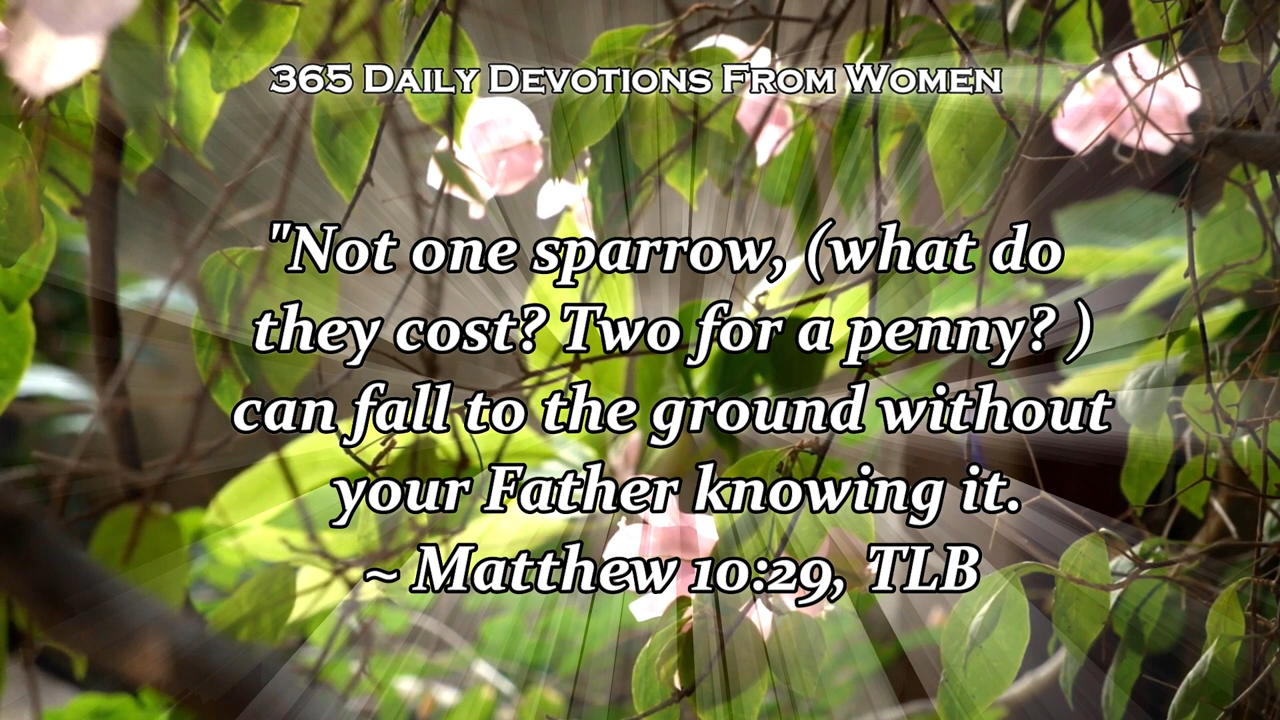 365 Daily Devotions From Women
"Not one sparrow, (what do
they cost? Two for a penny? )
can fall to the ground without
your Father knowing it.
~ Matthew 10:29, TLB